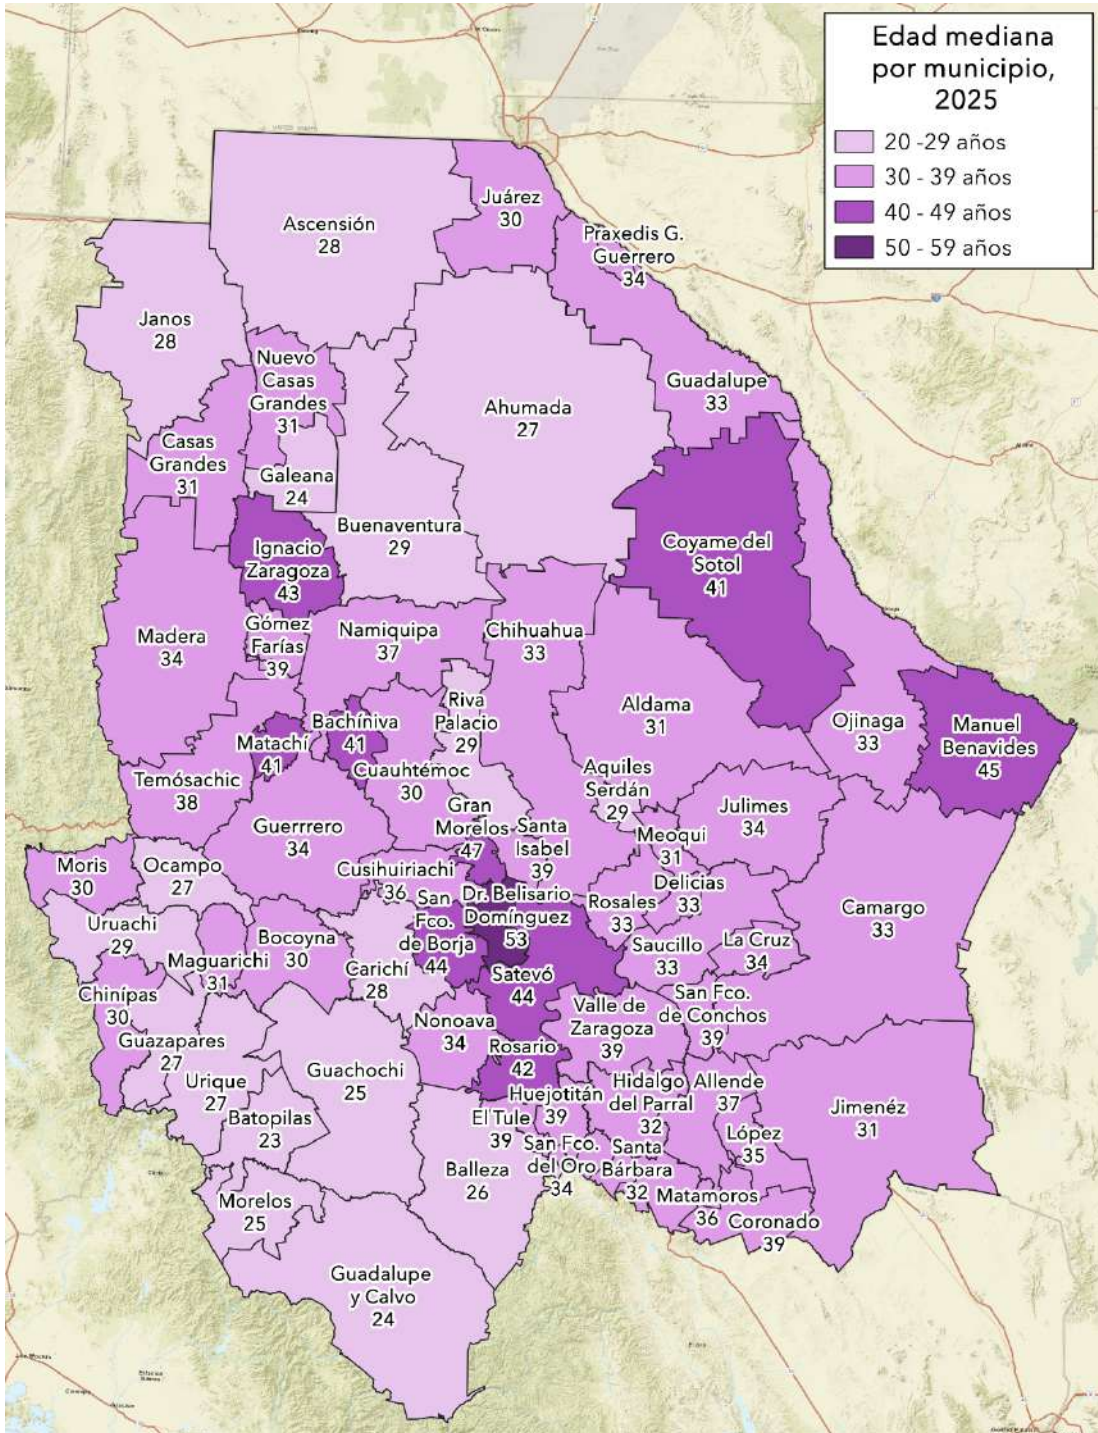 Edad mediana
por municipio,
2025
20 -29 años
30 - 39 años
40 - 49 años
50 - 59 años
Ascensión
28
Juárez
30
Praxedis G.
Guerrero
34
Janos
28
Nuevo
Casas
Grandes
31
Guadalupe
33
Ahumada
27
Casas
Grandes
31
Galeana
24
Buenaventura
29
Ignacio
Zaragoza
43
Coyame del
Sotol
41
Madera
34
Gómez
Farías
39
Namiquipa
37
Chihuahua
33
Aldama
31
Ojinaga
33
Manuel
Benavides
45
Riva
Palacio
29
Bachíniva
41
Matachí
41
Temósachic
38
Cuauhtémoc
30
Aquiles
Serdán
29
Julimes
34
Guerrrero
34
Gran
Morelos
47
Santa
Isabel
39
Meoqui
31
Moris
30
Ocampo
27
Cusihuiriachi
36
Dr. Belisario
Domínguez
53
Rosales
33
Delicias
33
Camargo
33
Uruachi
29
Maguarichi
31
Bocoyna
30
San
Fco.
de Borja
44
Carichí
28
Saucillo
33
La Cruz
34
Satevó
44
Chinípas
30
Guazapares
27
Nonoava
34
Valle de
Zaragoza
39
San Fco.
de Conchos
39
Rosario
42
Guachochi
25
Urique
27
Batopilas
23
Huejotitán
39
El Tule
39
Hidalgo
del Parral
32
Allende
37
Jimenéz
31
López
35
Balleza
26
San Fco.
del Oro
34
Santa
Bárbara
32
Matamoros
36
Coronado
39
Morelos
25
Guadalupe
y Calvo
24